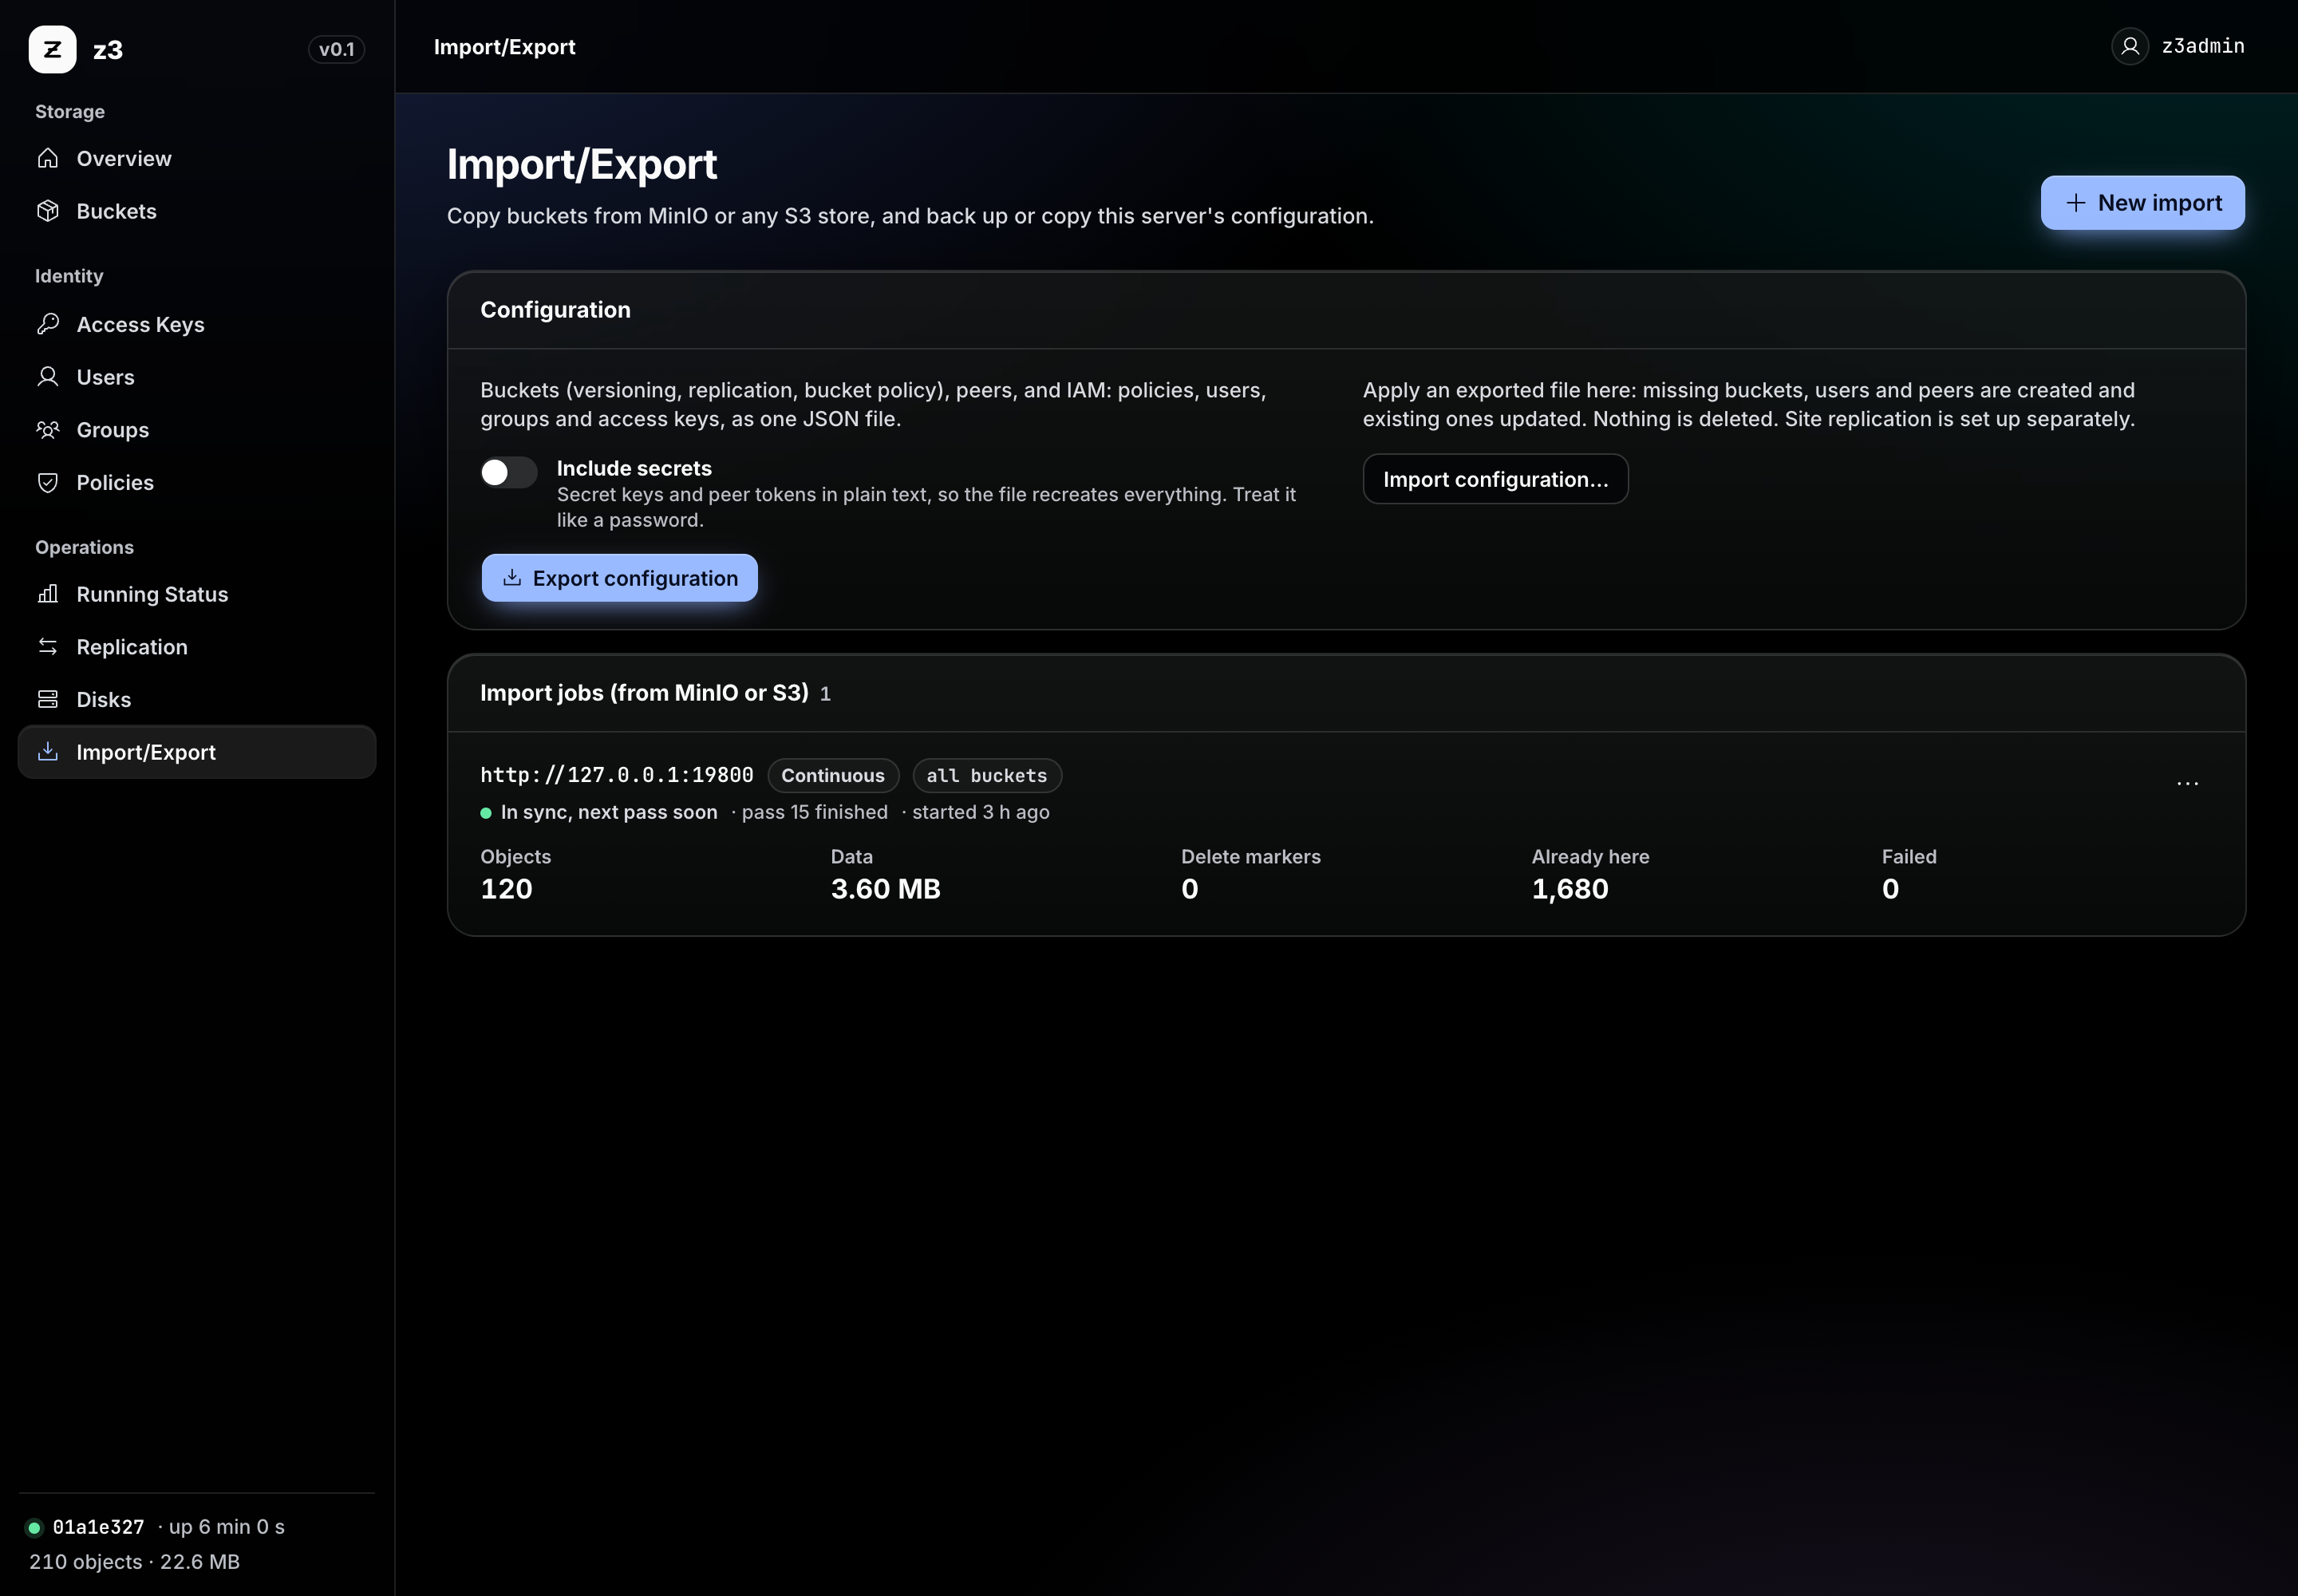 z3
v0.1
Storage
Overview
Buckets
Identity
Access Keys
Users
Groups
Policies
Operations
Running Status
Replication
Disks
Import/Export
01a1e327 · up 6 min 0 s
210 objects · 22.6 MB
Import/Export
z3admin
Import/Export
Copy buckets from MinIO or any S3 store, and back up or copy this server's configuration.
New import
Configuration
Buckets (versioning, replication, bucket policy), peers, and IAM: policies, users,
groups and access keys, as one JSON file.
Include secrets
Secret keys and peer tokens in plain text, so the file recreates everything. Treat it
like a password.
Export configuration
Apply an exported file here: missing buckets, users and peers are created and
existing ones updated. Nothing is deleted. Site replication is set up separately.
Import configuration...
Import jobs (from MinIO or S3) 1
http://127.0.0.1:19800 Continuous all buckets
...
In sync, next pass soon · pass 15 finished · started 3 h ago
Objects
120
Data
3.60 MB
Delete markers
0
Already here
1,680
Failed
0